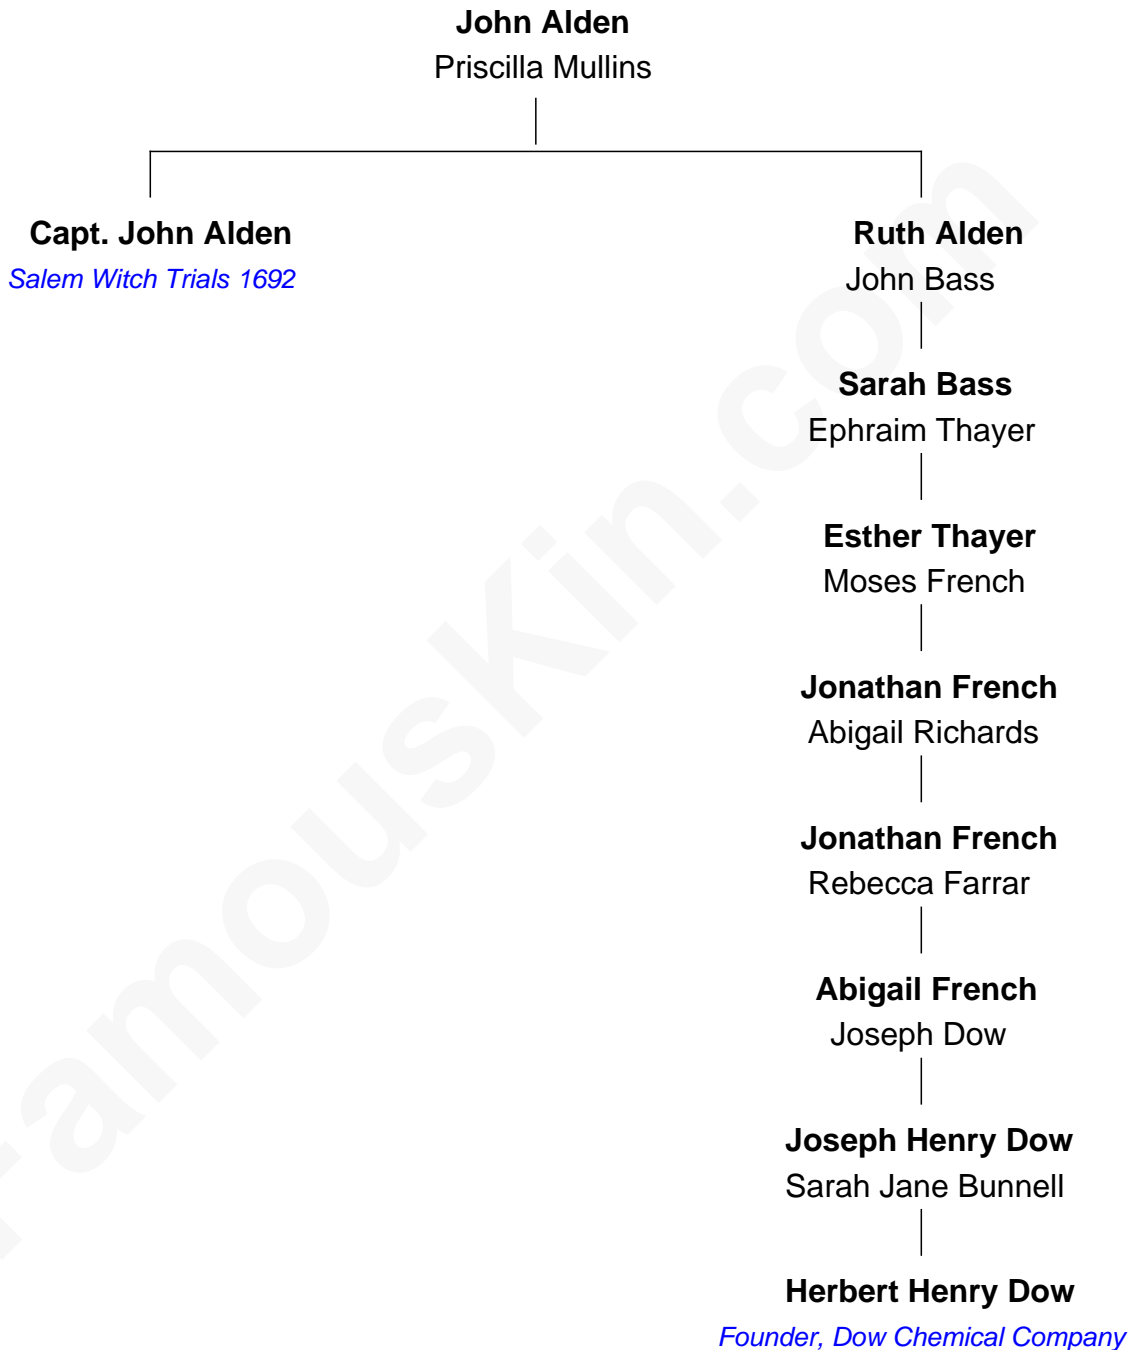 John Alden
Priscilla Mullins
Capt. John Alden
Salem Witch Trials 1692
Ruth Alden
John Bass
Sarah Bass
Ephraim Thayer
Esther Thayer
Moses French
Jonathan French
Abigail Richards
Jonathan French
Rebecca Farrar
Abigail French
Joseph Dow
Joseph Henry Dow
Sarah Jane Bunnell
Herbert Henry Dow
Founder, Dow Chemical Company
FamousKin.com